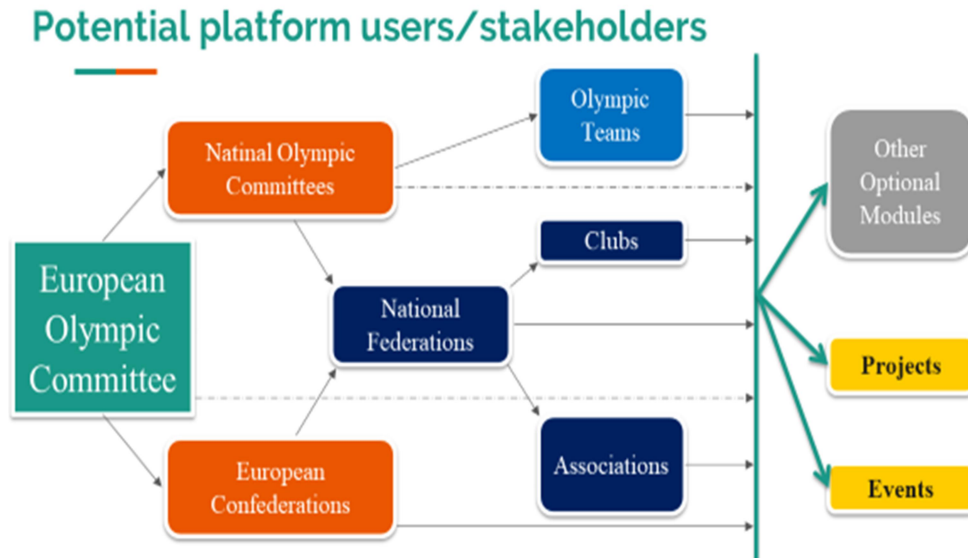 Potential platform users/stakeholders
Olympic
Teams
Natinal Olympic
Committees
Other
Optional
Modules
Clubs
European
Olympic
Committee
National
Federations
Projects
European
Confederations
Associations
Events